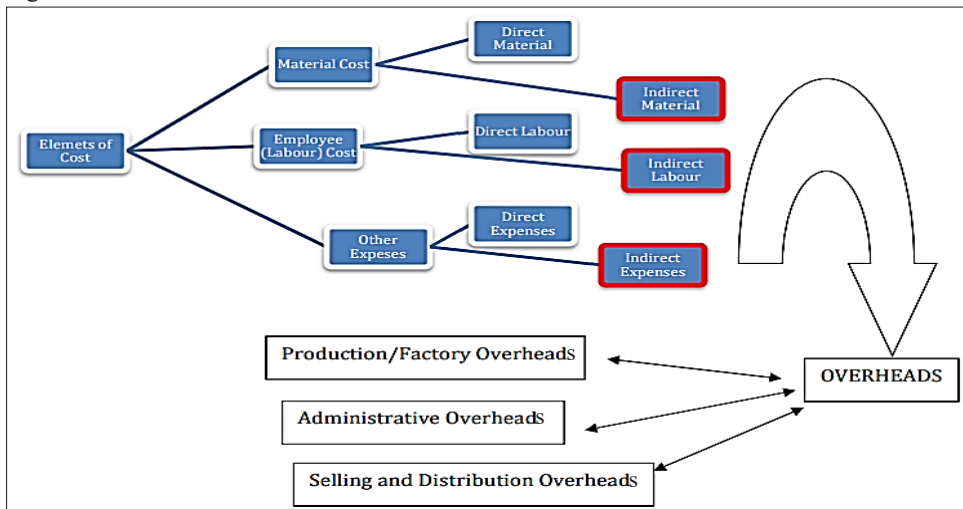 Direct
Material
Material Cost
Indirect
Material
Elemets of
Cost
Employee
(Labour) Cost
Direct Labour
Indirect
Labour
Other
Expeses
Direct
Expenses
Indirect
Expenses
Production/Factory Overheads
OVERHEADS
Administrative Overheads
Selling and Distribution Overheads